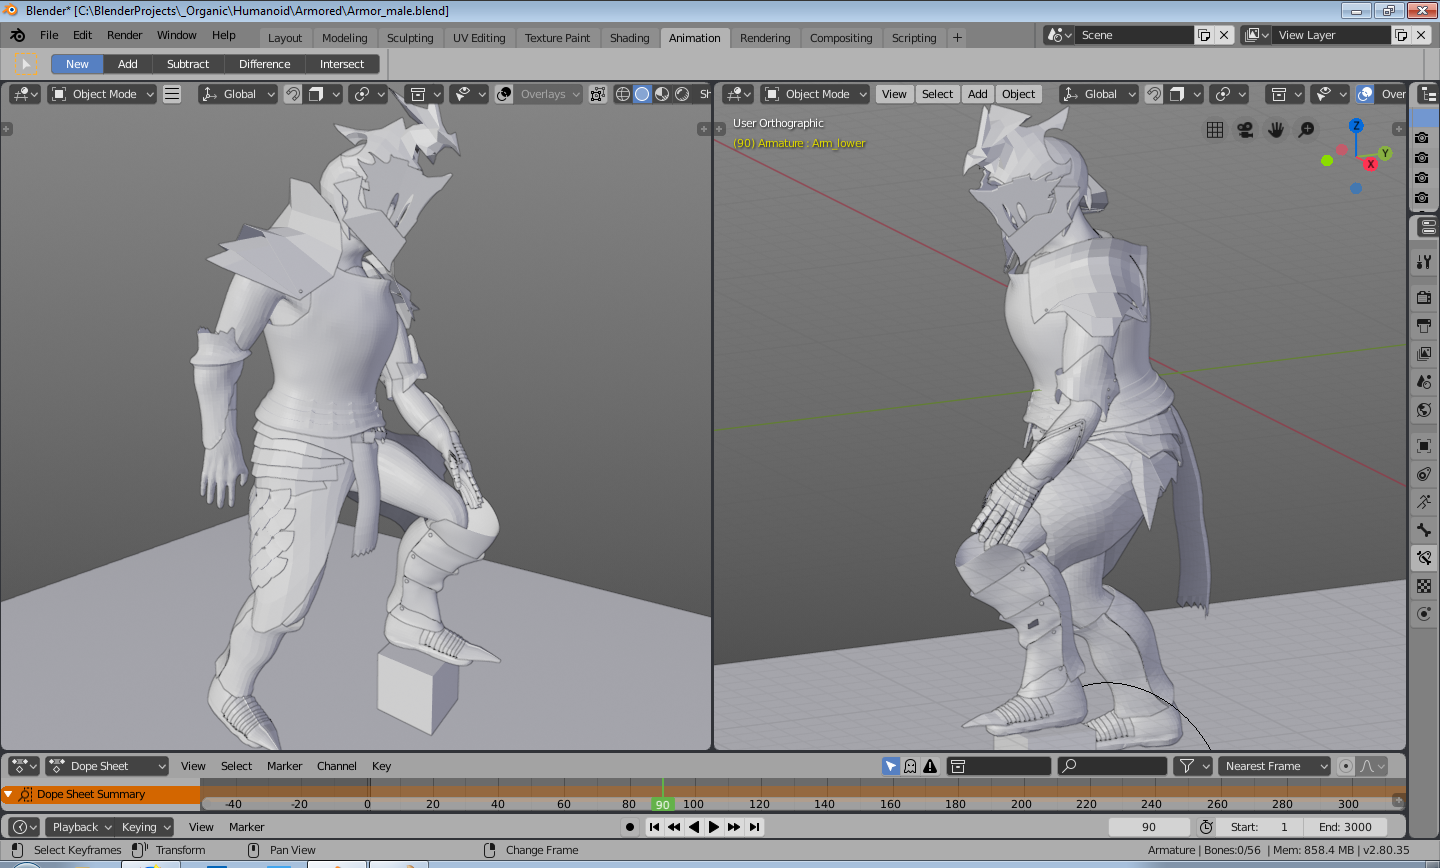 Blender* [C:\BlenderProjects\_Organic\Humanoid\Armored\Armor_male.blend]
File Edit Render Window Help Layout Modeling Sculpting UV Editing Texture Paint Shading Animation Rendering Compositing Scripting + Scene View Layer
New Add Subtract Difference Intersect
Object Mode Global Overlays Sh Object Mode View Select Add Object Global Over
User Orthographic
(90) Armature : Arm_lower
Z
Y
X
Dope Sheet View Select Marker Channel Key Nearest Frame
Dope Sheet Summary
-40 -20 0 20 40 60 80 90 100 120 140 160 180 200 220 240 260 280 300
Playback Keying View Marker 90 Start: 1 End: 3000
Select Keyframes Transform Pan View Change Frame Armature | Bones:0/56 | Mem: 858.4 MB | v2.80.35